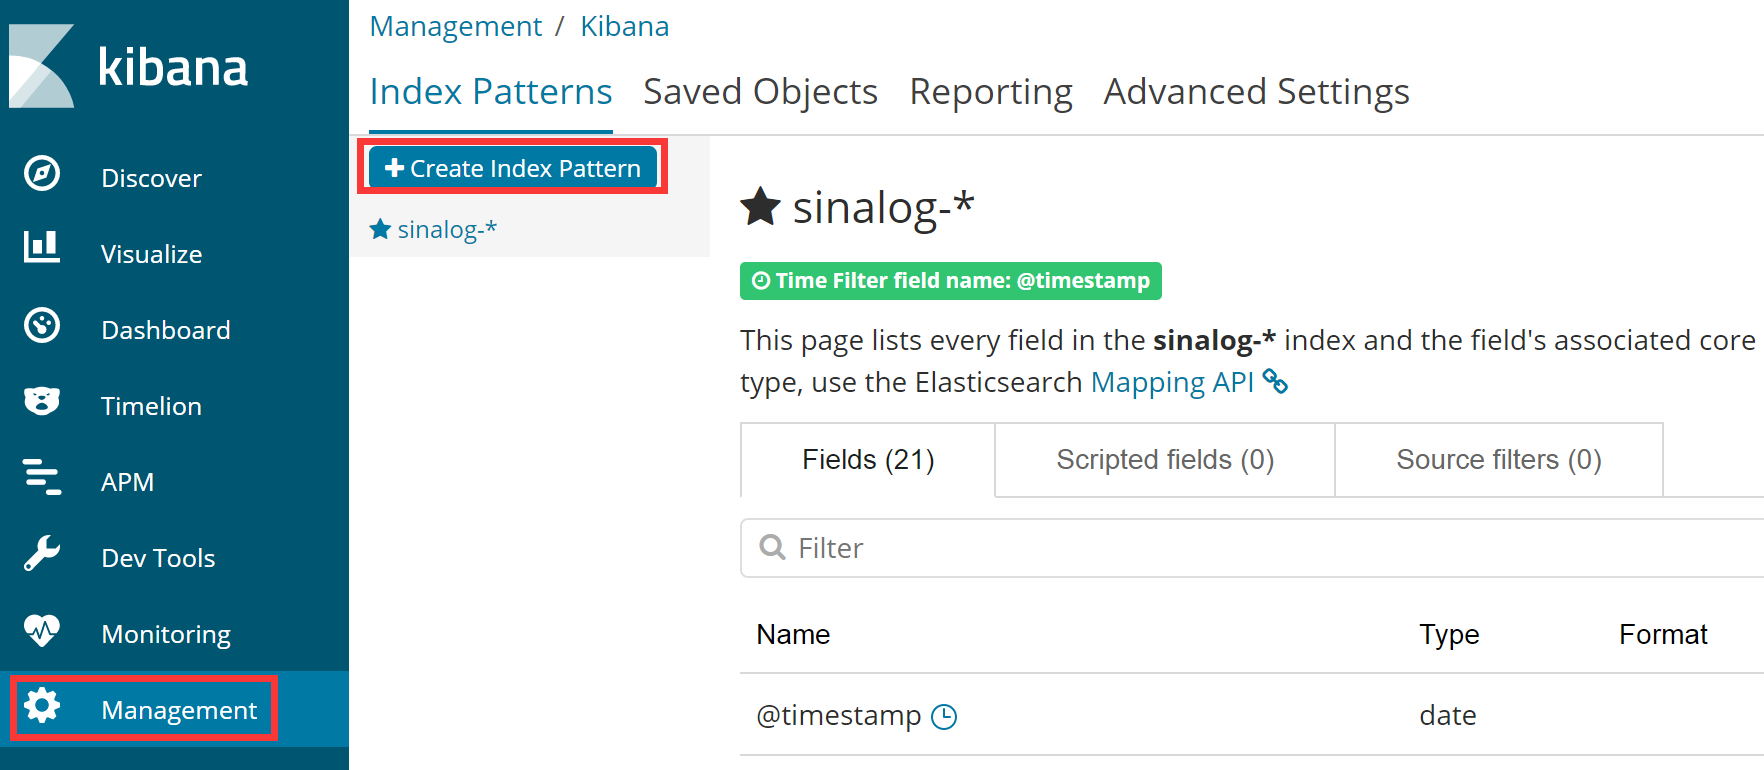 kibana
Discover
Visualize
Dashboard
Timelion
APM
Dev Tools
Monitoring
Management
Management / Kibana
Index Patterns Saved Objects Reporting Advanced Settings
Create Index Pattern
sinalog-*
sinalog-*
Time Filter field name: @timestamp
This page lists every field in the sinalog-* index and the field's associated core
type, use the Elasticsearch Mapping API
Fields (21) Scripted fields (0) Source filters (0)
Filter
Name Type Format
@timestamp date